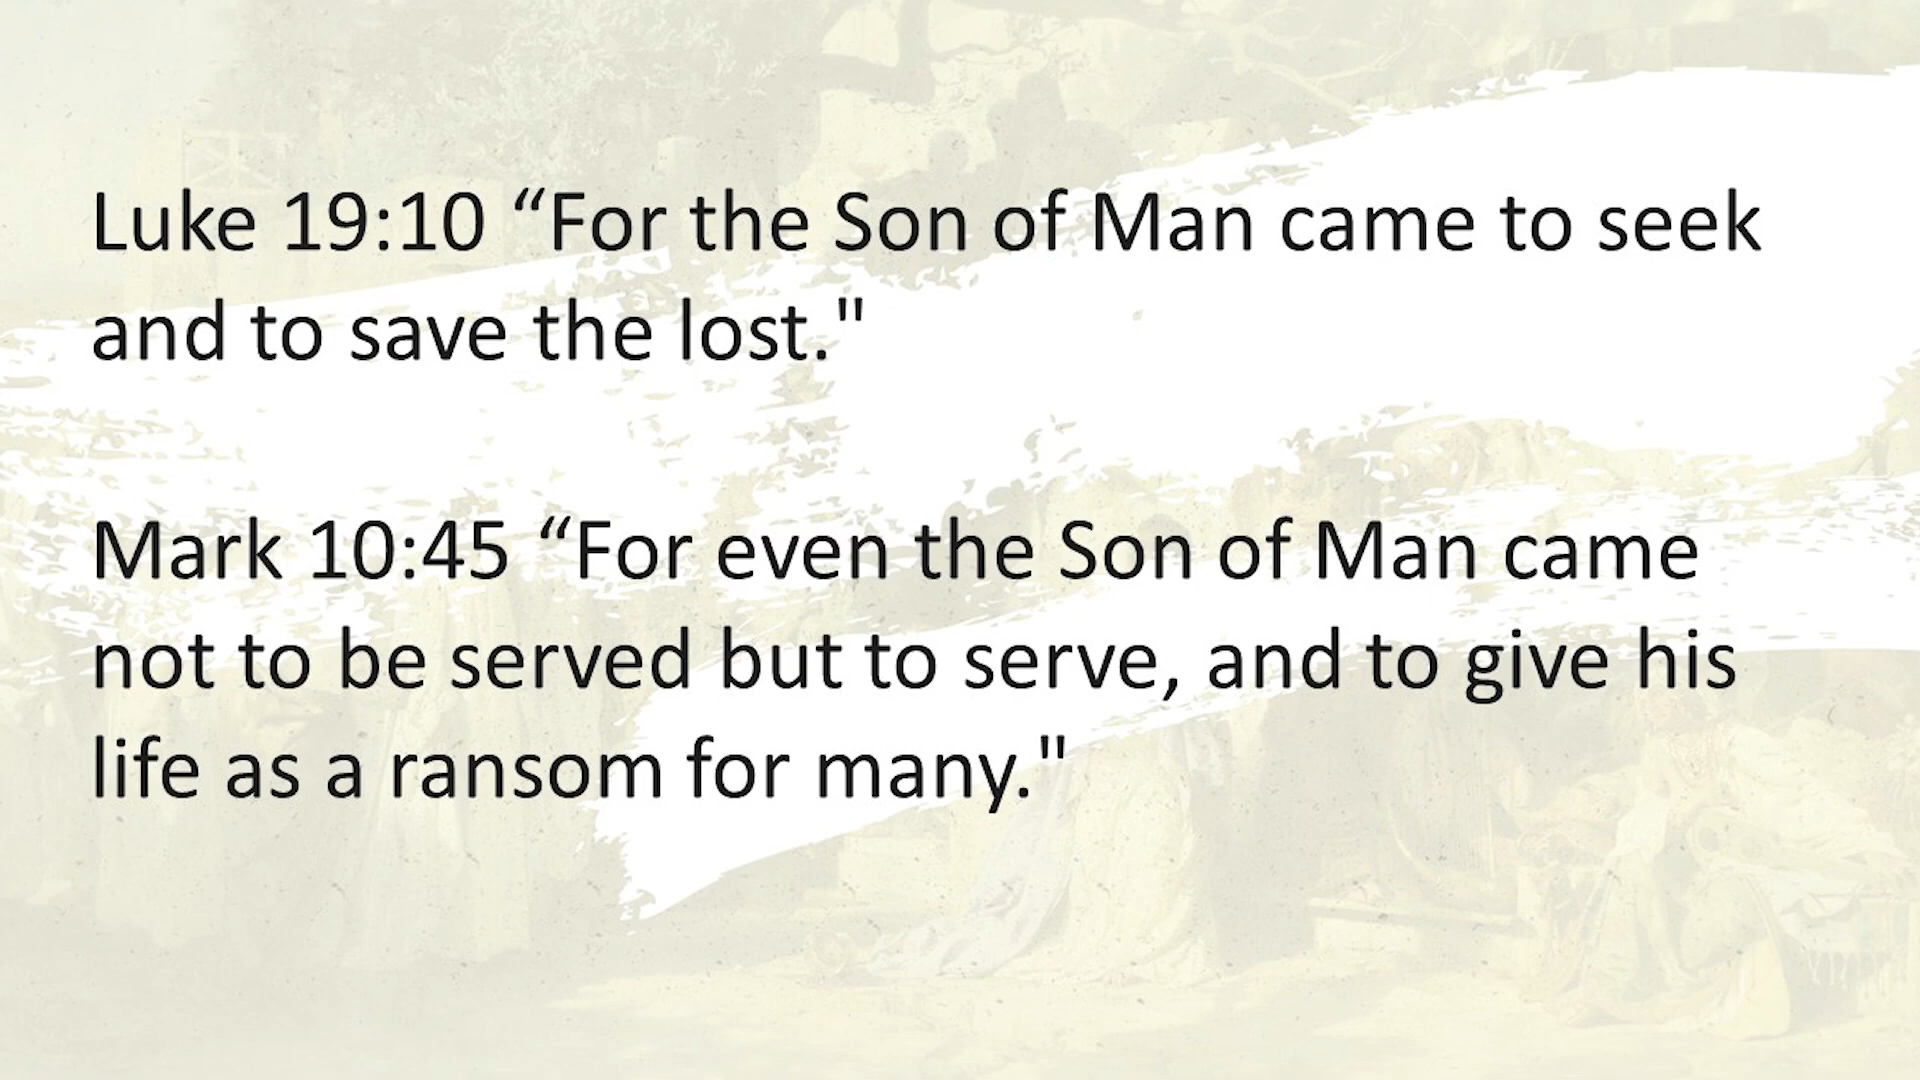 Luke 19:10 “For the Son of Man came to seek
and to save the lost."
Mark 10:45 “For even the Son of Man came
not to be served but to serve, and to give his
life as a ransom for many."